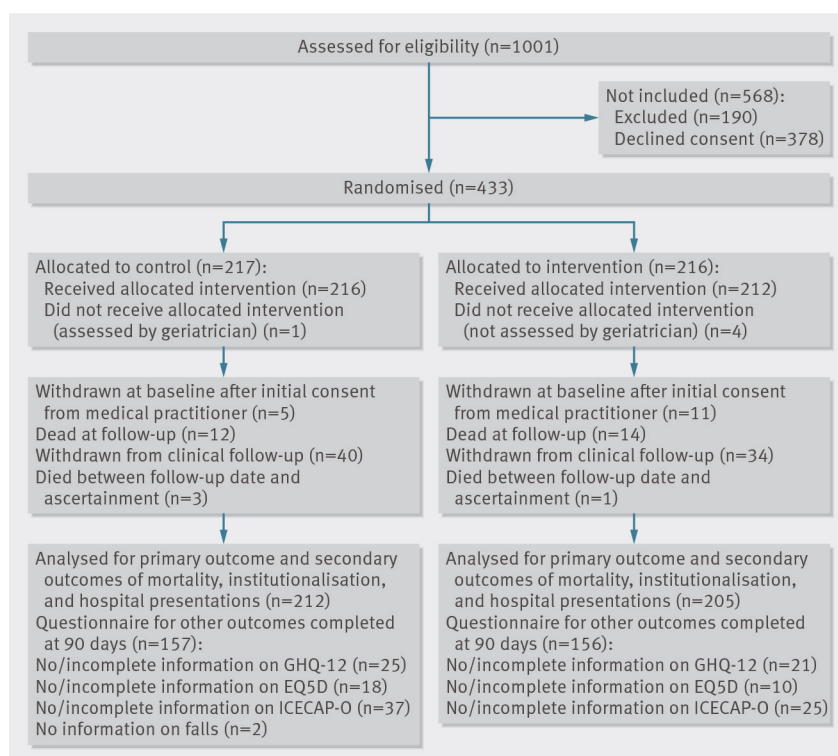 Assessed for eligibility (n=1001)
Not included (n=568):
Excluded (n=190)
Declined consent (n=378)
Randomised (n=433)
Allocated to control (n=217):
Received allocated intervention (n=216)
Did not receive allocated intervention
(assessed by geriatrician) (n=1)
Allocated to intervention (n=216):
Received allocated intervention (n=212)
Did not receive allocated intervention
(not assessed by geriatrician) (n=4)
Withdrawn at baseline after initial consent
from medical practitioner (n=5)
Dead at follow-up (n=12)
Withdrawn from clinical follow-up (n=40)
Died between follow-up date and
ascertainment (n=3)
Withdrawn at baseline after initial consent
from medical practitioner (n=11)
Dead at follow-up (n=14)
Withdrawn from clinical follow-up (n=34)
Died between follow-up date and
ascertainment (n=1)
Analysed for primary outcome and secondary
outcomes of mortality, institutionalisation,
and hospital presentations (n=212)
Questionnaire for other outcomes completed
at 90 days (n=157):
No/incomplete information on GHQ-12 (n=25)
No/incomplete information on EQ5D (n=18)
No/incomplete information on ICECAP-O (n=37)
No information on falls (n=2)
Analysed for primary outcome and secondary
outcomes of mortality, institutionalisation,
and hospital presentations (n=205)
Questionnaire for other outcomes completed
at 90 days (n=156):
No/incomplete information on GHQ-12 (n=21)
No/incomplete information on EQ5D (n=10)
No/incomplete information on ICECAP-O (n=25)